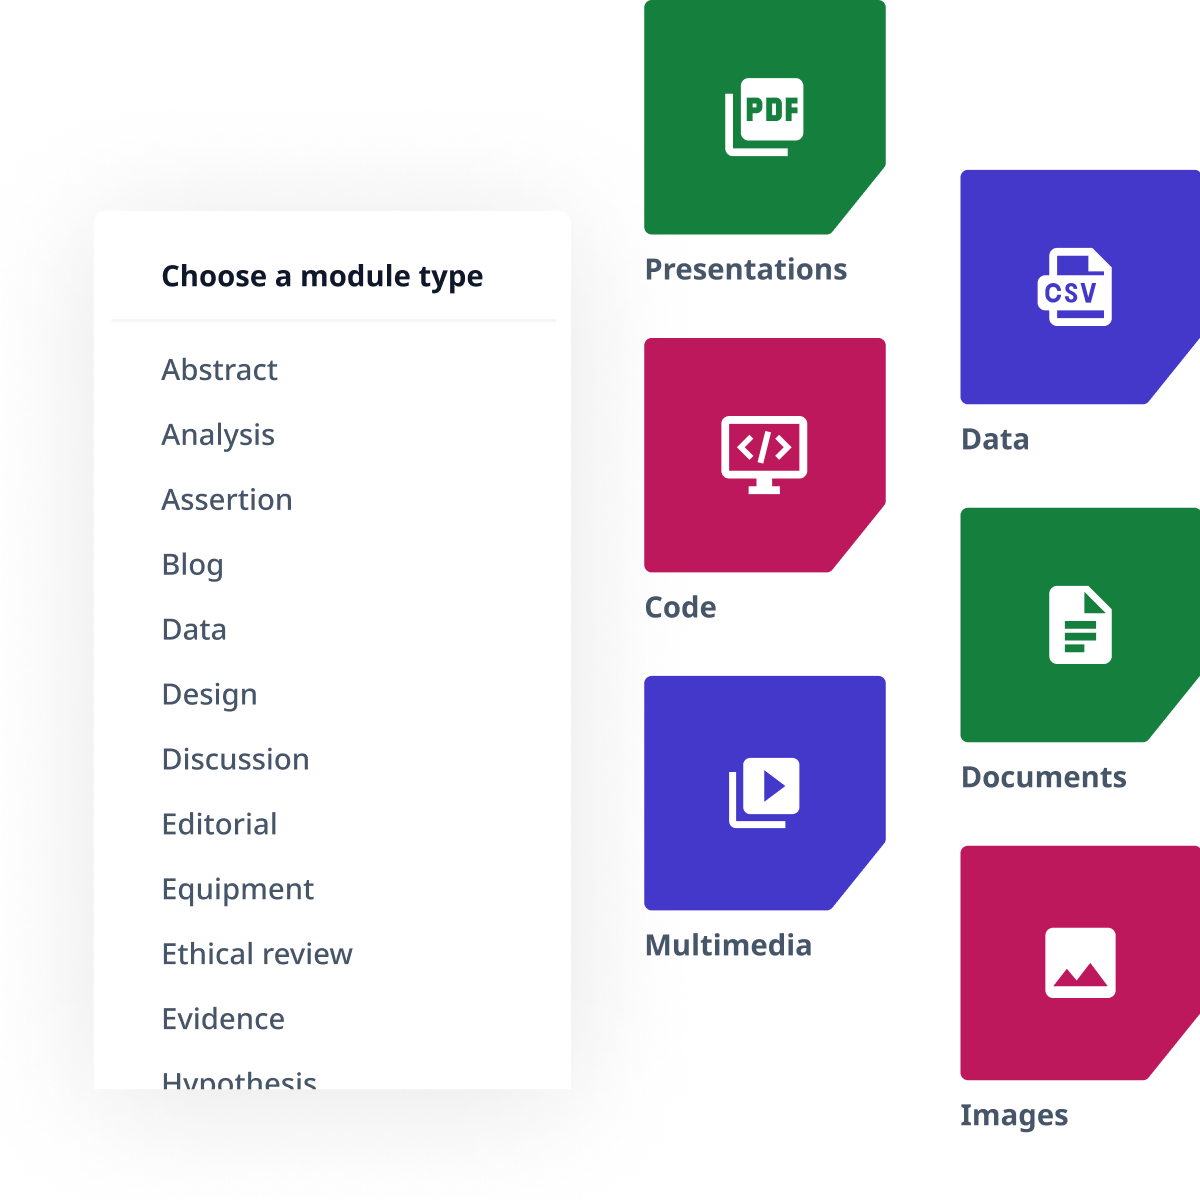 Choose a module type
Abstract
Analysis
Assertion
Blog
Data
Design
Discussion
Editorial
Equipment
Ethical review
Evidence
Hypothesis
PDF
Presentations
</>
Code
Multimedia
CSV
Data
Documents
Images